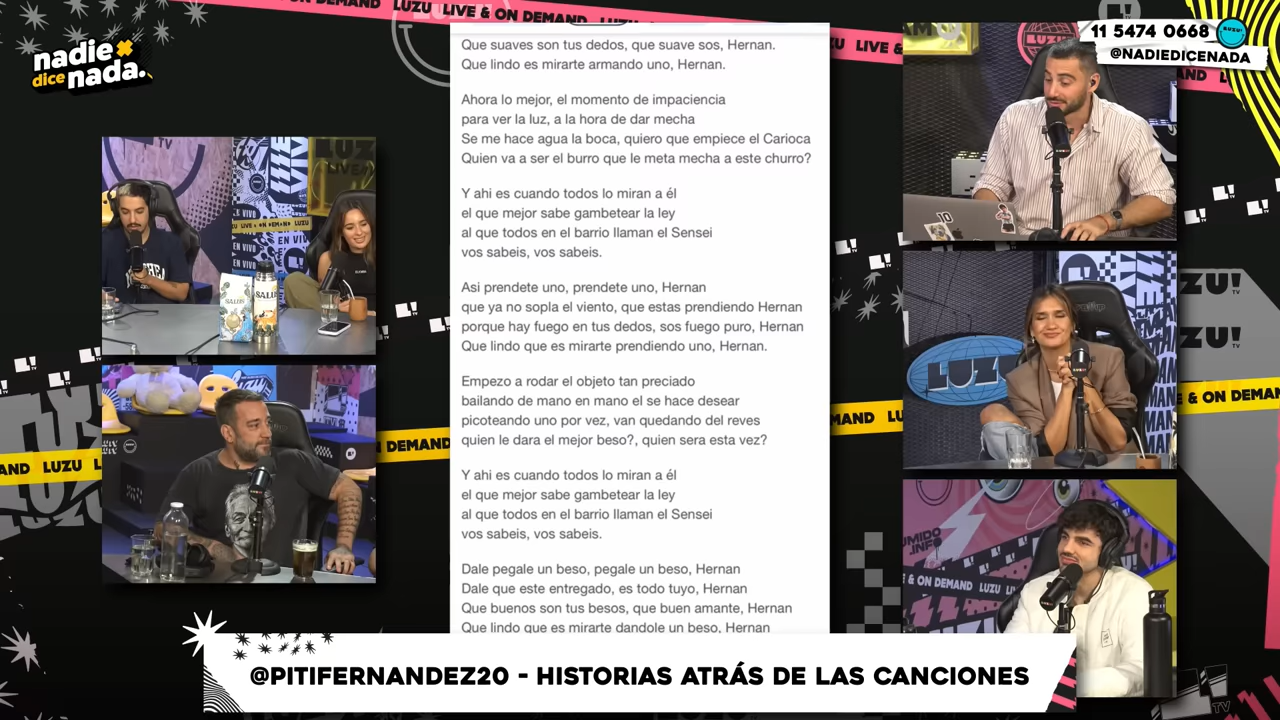 LUZU LIVE & ON DEMAND LUZU
nadie
dice nada.
11 5474 0668
@NADIEDICENADA
Que suaves son tus dedos, que suave sos, Hernan.
Que lindo es mirarte armando uno, Hernan.
Ahora lo mejor, el momento de impaciencia
para ver la luz, a la hora de dar mecha
Se me hace agua la boca, quiero que empiece el Carioca
Quien va a ser el burro que le meta mecha a este churro?
Y ahi es cuando todos lo miran a él
el que mejor sabe gambetear la ley
al que todos en el barrio llaman el Sensei
vos sabeis, vos sabeis.
Asi prendete uno, prendete uno, Hernan
que ya no sopla el viento, que estas prendiendo Hernan
porque hay fuego en tus dedos, sos fuego puro, Hernan
Que lindo que es mirarte prendiendo uno, Hernan.
Empezo a rodar el objeto tan preciado
bailando de mano en mano el se hace desear
picoteando uno por vez, van quedando del reves
quien le dara el mejor beso?, quien sera esta vez?
Y ahi es cuando todos lo miran a él
el que mejor sabe gambetear la ley
al que todos en el barrio llaman el Sensei
vos sabeis, vos sabeis.
Dale pegale un beso, pegale un beso, Hernan
Dale que este entregado, es todo tuyo, Hernan
Que buenos son tus besos, que buen amante, Hernan
Que lindo que es mirarte dandole un beso, Hernan
@PITIFERNANDEZ20 - HISTORIAS ATRÁS DE LAS CANCIONES